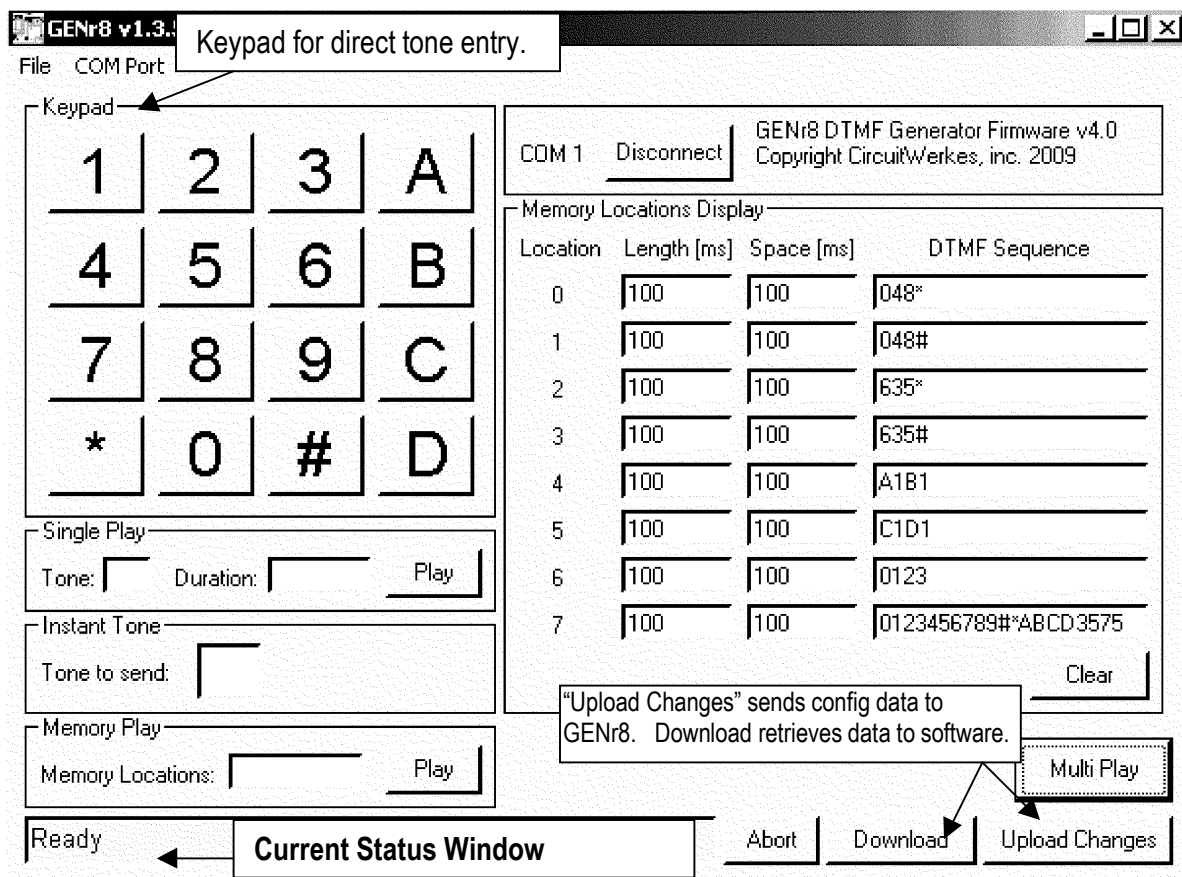 GENr8 v1.3.
Keypad for direct tone entry.
File COM Port
Keypad
1 2 3 A
4 5 6 B
7 8 9 C
* 0 # D
Single Play
Tone: Duration: Play
Instant Tone
Tone to send:
Memory Play
Memory Locations: Play
COM 1 Disconnect
GENr8 DTMF Generator Firmware v4.0
Copyright CircuitWerkes, inc. 2009
Memory Locations Display
Location Length [ms] Space [ms] DTMF Sequence
0 100 100 048*
1 100 100 048#
2 100 100 635*
3 100 100 635#
4 100 100 A1B1
5 100 100 C1D1
6 100 100 0123
7 100 100 0123456789#*ABCD3575
Clear
“Upload Changes” sends config data to
GENr8. Download retrieves data to software.
Multi Play
Ready
Current Status Window
Abort Download Upload Changes